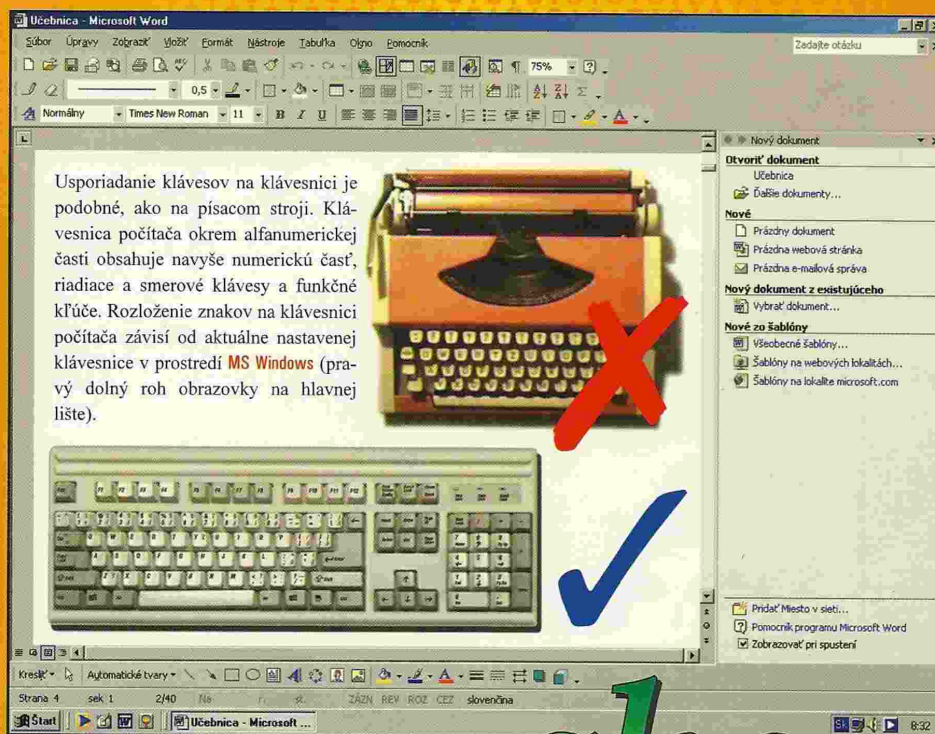 Učebnica - Microsoft Word
Súbor Úpravy Zobraziť Vložiť Formát Nástroje Tabuľka Okno Pomocník
Zadajte otázku
75%
0,5
Normálny Times New Roman 11 B I U
Usporiadanie klávesov na klávesnici je
podobné, ako na písacom stroji. Klá-
vesnica počítača okrem alfanumerickej
časti obsahuje navyše numerickú časť,
riadiace a smerové klávesy a funkčné
kľúče. Rozloženie znakov na klávesnici
počítača závisí od aktuálne nastavenej
klávesnice v prostredí MS Windows (pra-
vý dolný roh obrazovky na hlavnej
lište).
Nový dokument
Otvoriť dokument
Učebnica
Ďalšie dokumenty...
Nové
Prázdny dokument
Prázdna webová stránka
Prázdna e-mailová správa
Nový dokument z existujúceho
Vybrať dokument...
Nové zo šablóny
Všeobecné šablóny...
Šablóny na webových lokalitách...
Šablóny na lokalite microsoft.com
Pridať Miesto v sieti...
Pomocník programu Microsoft Word
Zobrazovať pri spustení
Kresliť Automatické tvary
Strana 4 sek 1 2/40 Na r. st. ZÁZN REV ROZ CEZ slovenčina
Štart Učebnica - Microsoft ... Sk 8:32